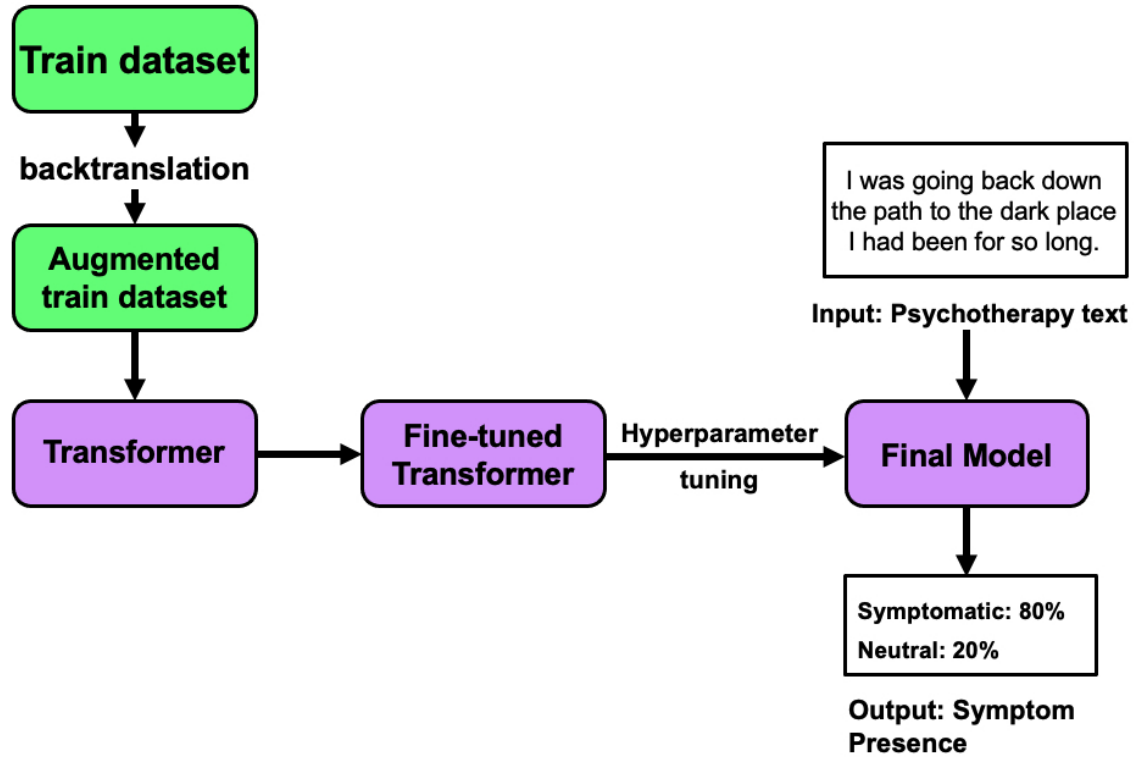 Train dataset
backtranslation
Augmented
train dataset
Transformer
Fine-tuned
Transformer
Hyperparameter
tuning
I was going back down
the path to the dark place
I had been for so long.
Input: Psychotherapy text
Final Model
Symptomatic: 80%
Neutral: 20%
Output: Symptom
Presence